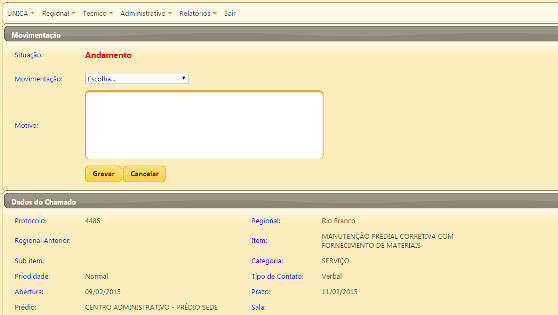 UNICA Regional Tecnico Administrativo Relatórios Sair
Movimentação
Situação: Andamento
Movimentação: Escolha...
Motivo:
Gravar Cancelar
Dados do Chamado
Protocolo: 4486 Regional: Rio Branco
Regional Anterior: Item: MANUTENÇÃO PREDIAL CORRETIVA COM
FORNECIMENTO DE MATERIAIS
Sub item: Categoria: SERVIÇO
Prioridade: Normal Tipo de Contato: Verbal
Abertura: 09/02/2015 Prazo: 11/02/2015
Prédio: CENTRO ADMINISTRATIVO - PRÉDIO SEDE Sala: